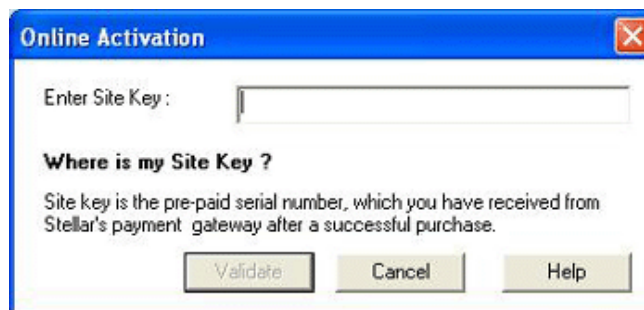 Online Activation
Enter Site Key :
Where is my Site Key ?
Site key is the pre-paid serial number, which you have received from
Stellar's payment gateway after a successful purchase.
Validate Cancel Help